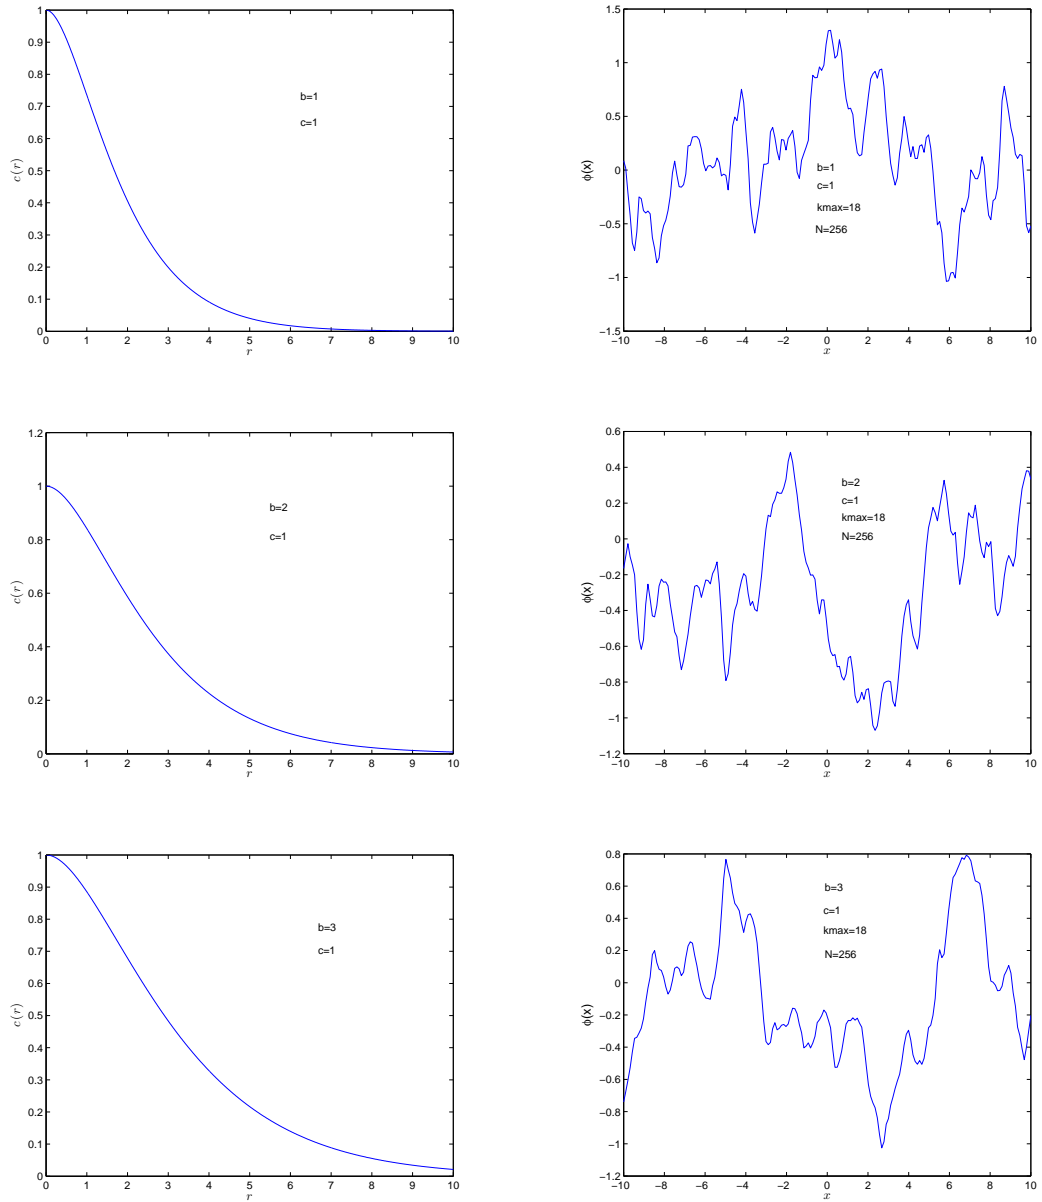 1
0.9
0.8
0.7
0.6
0.5
0.4
0.3
0.2
0.1
0
c(r)
b=1
c=1
0 1 2 3 4 5 6 7 8 9 10
r
1.5
1
0.5
0
−0.5
−1
−1.5
ϕ(x)
b=1
c=1
kmax=18
N=256
−10 −8 −6 −4 −2 0 2 4 6 8 10
x
1.2
1
0.8
0.6
0.4
0.2
0
c(r)
b=2
c=1
0 1 2 3 4 5 6 7 8 9 10
r
0.6
0.4
0.2
0
−0.2
−0.4
−0.6
−0.8
−1
−1.2
ϕ(x)
b=2
c=1
kmax=18
N=256
−10 −8 −6 −4 −2 0 2 4 6 8 10
x
1
0.9
0.8
0.7
0.6
0.5
0.4
0.3
0.2
0.1
0
c(r)
b=3
c=1
0 1 2 3 4 5 6 7 8 9 10
r
0.8
0.6
0.4
0.2
0
−0.2
−0.4
−0.6
−0.8
−1
−1.2
ϕ(x)
b=3
c=1
kmax=18
N=256
−10 −8 −6 −4 −2 0 2 4 6 8 10
x